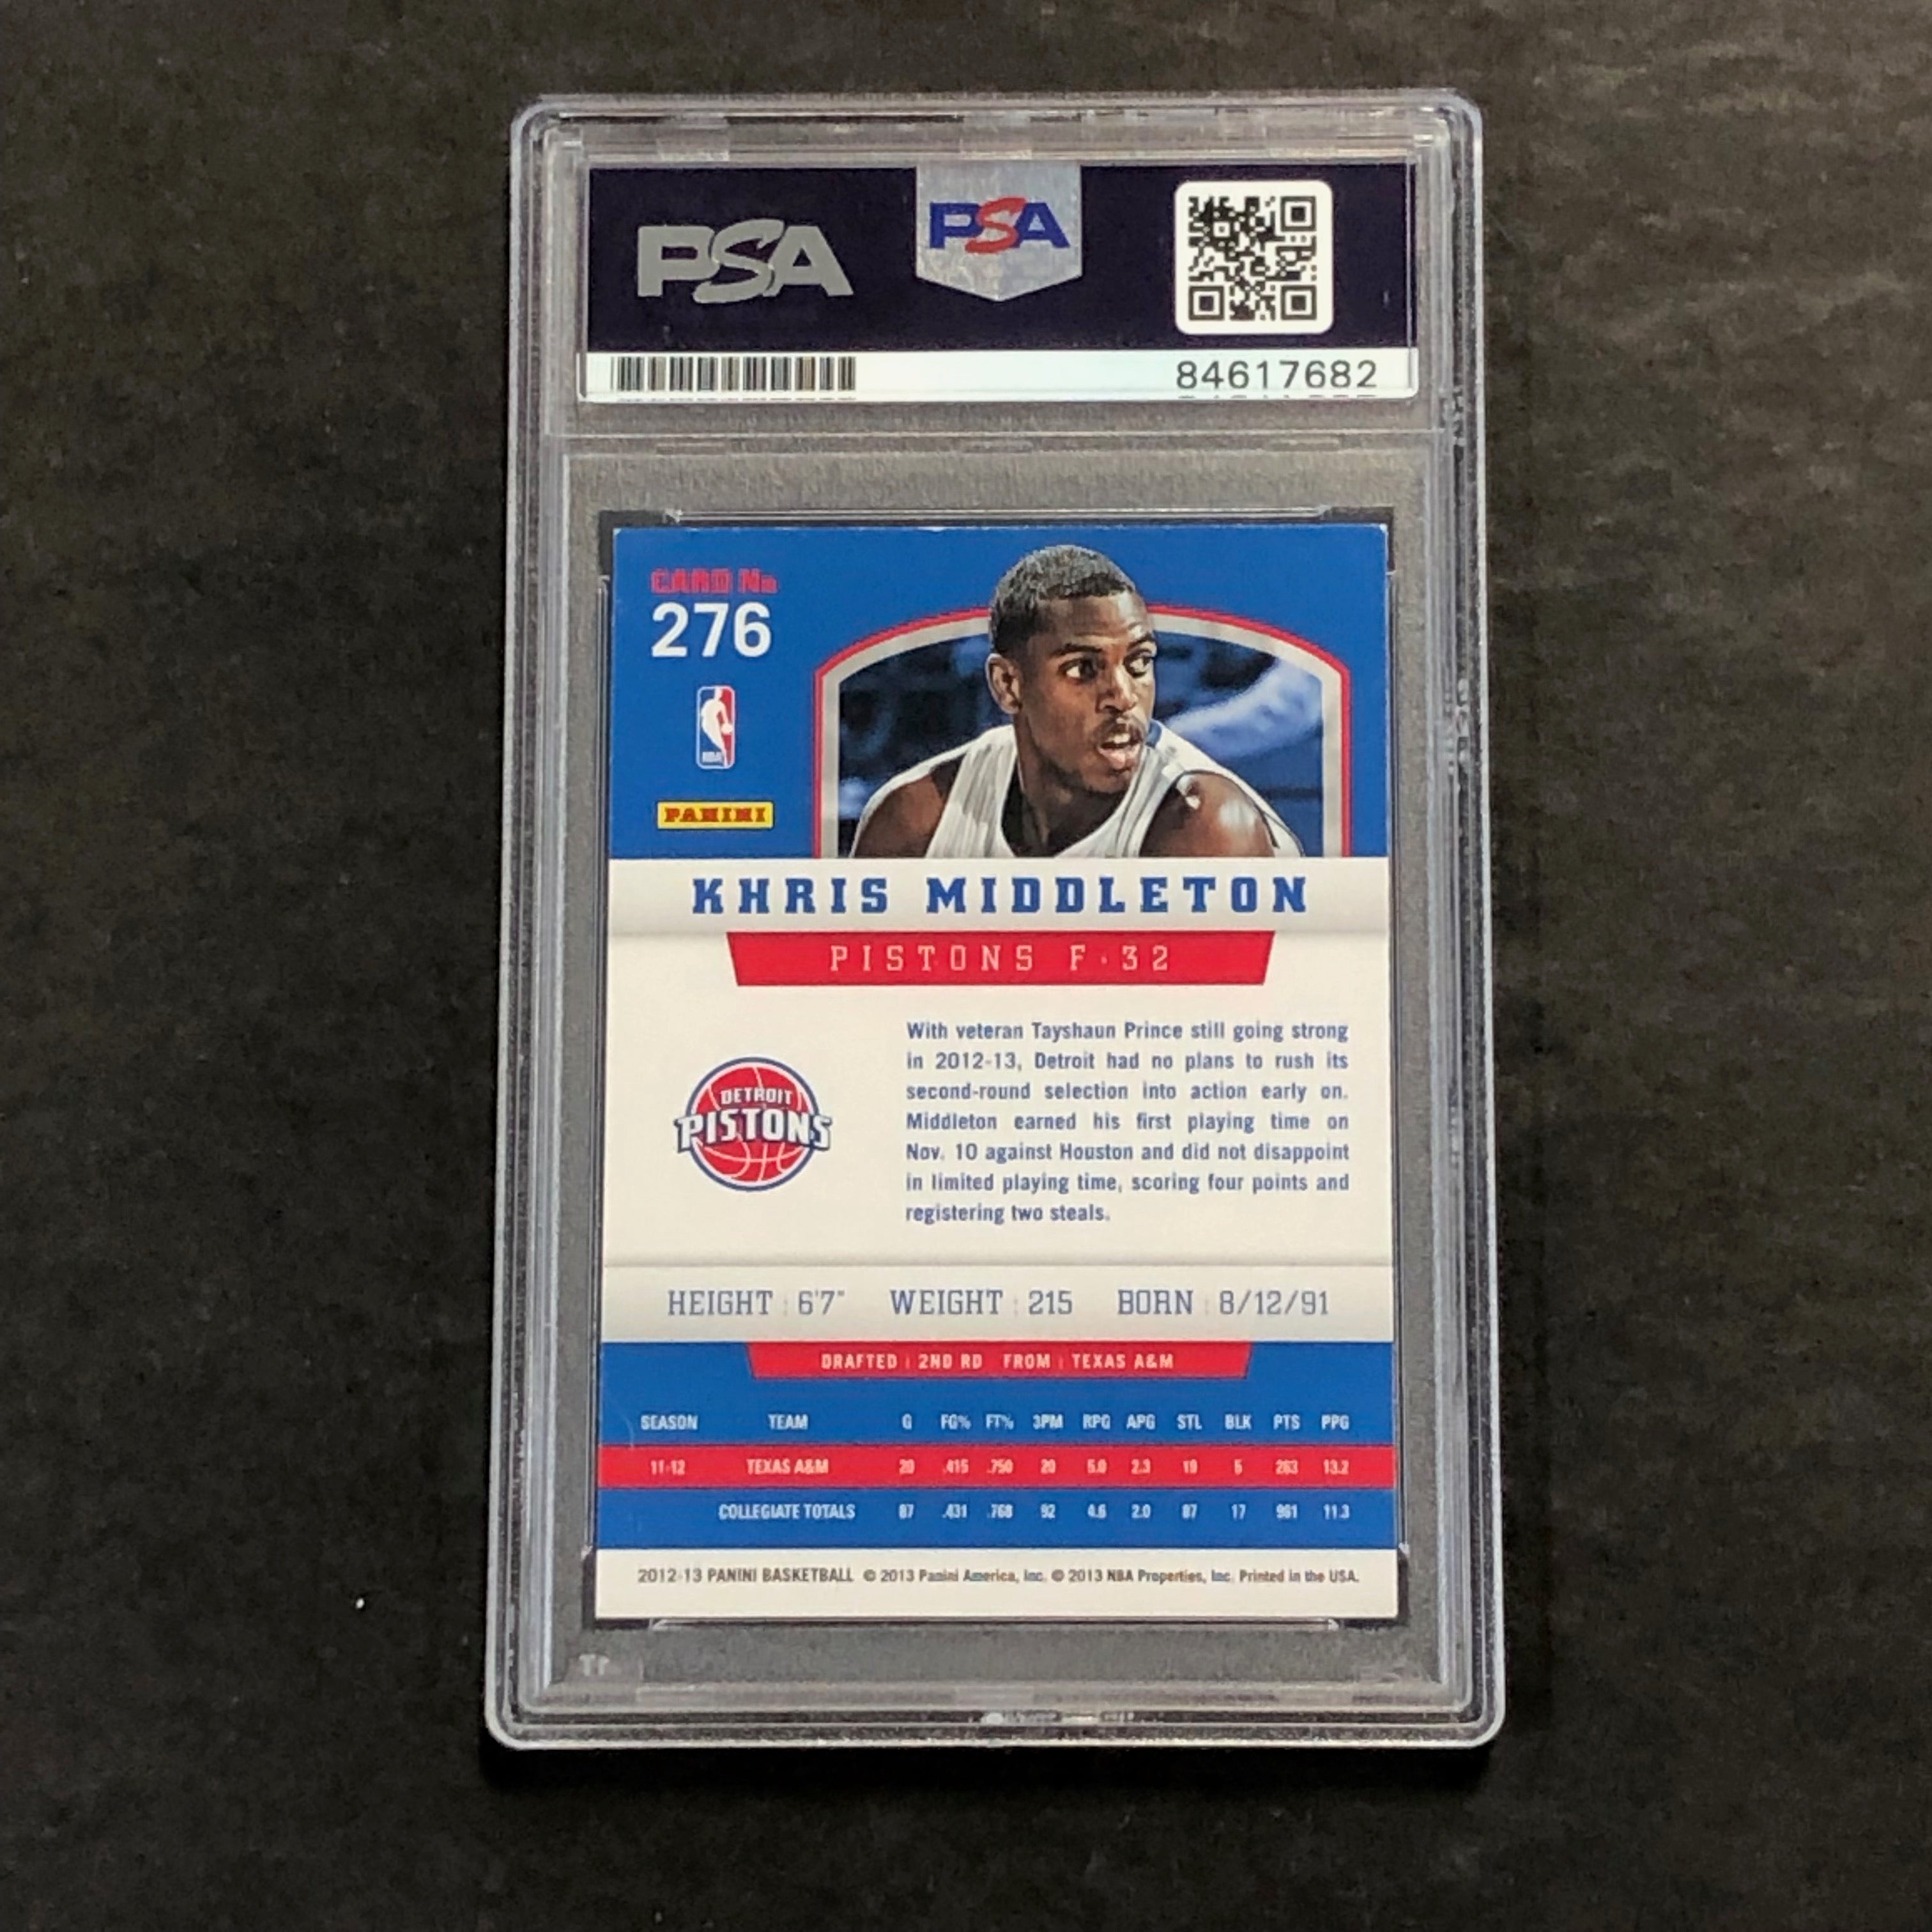 PSA
PSA
84617682
CARD No
276
NBA
PANINI
KHRIS MIDDLETON
PISTONS F · 32
With veteran Tayshaun Prince still going strong
in 2012-13, Detroit had no plans to rush its
second-round selection into action early on.
Middleton earned his first playing time on
Nov. 10 against Houston and did not disappoint
in limited playing time, scoring four points and
registering two steals.
DETROIT
PISTONS
HEIGHT | 6'7" WEIGHT | 215 BORN | 8/12/91
DRAFTED | 2ND RD FROM | TEXAS A&M
SEASON TEAM G FG% FT% 3PM RPG APG STL BLK PTS PPG
11-12 TEXAS A&M 20 .415 .750 20 5.0 2.3 19 5 263 13.2
COLLEGIATE TOTALS 87 .431 .768 92 4.6 2.0 87 17 981 11.3
2012-13 PANINI BASKETBALL © 2013 Panini America, Inc. © 2013 NBA Properties, Inc. Printed in the USA.